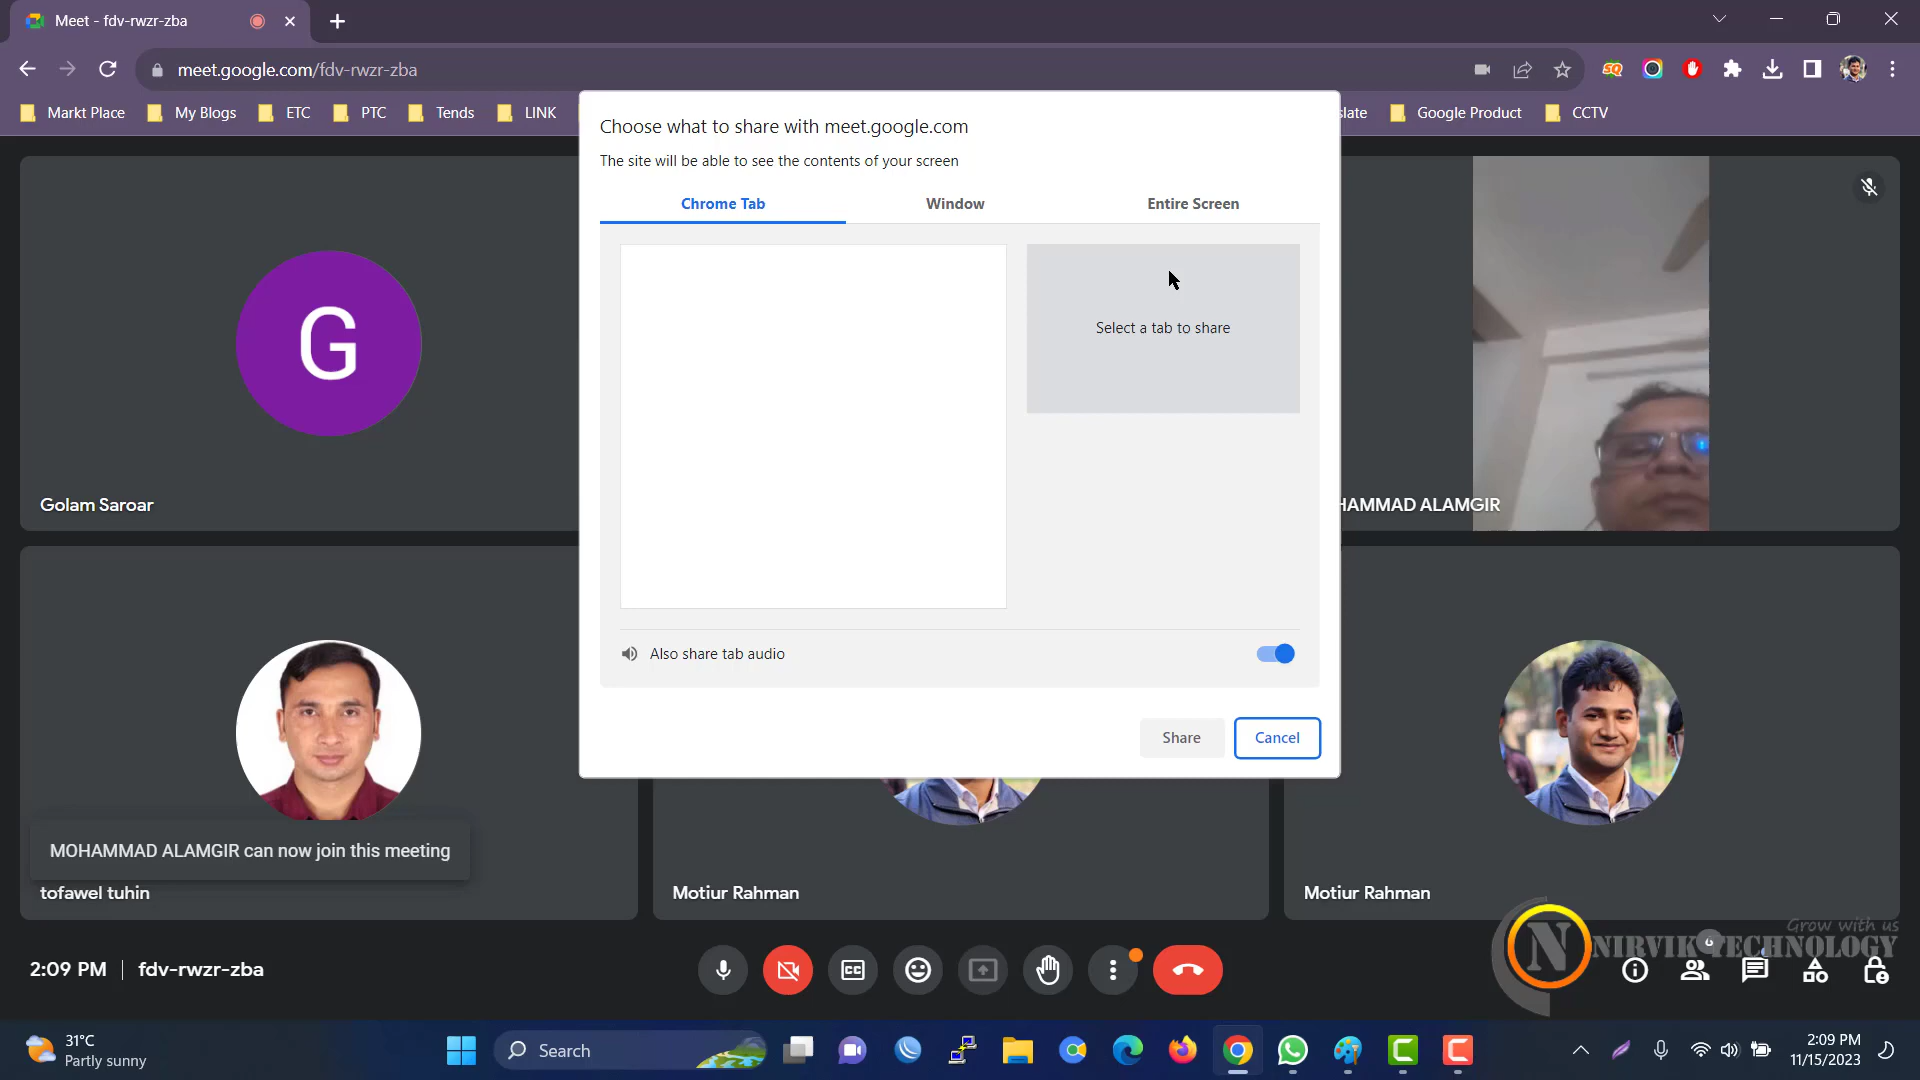 Meet - fdv-rwzr-zba
meet.google.com/fdv-rwzr-zba
Markt Place
My Blogs
ETC
PTC
Tends
LINK
late
Google Product
CCTV
Choose what to share with meet.google.com
The site will be able to see the contents of your screen
Chrome Tab
Window
Entire Screen
Select a tab to share
Also share tab audio
Share
Cancel
G
Golam Saroar
HAMMAD ALAMGIR
MOHAMMAD ALAMGIR can now join this meeting
tofawel tuhin
Motiur Rahman
Motiur Rahman
Grow with us
NIRVIK TECHNOLOGY
2:09 PM
fdv-rwzr-zba
CC
31°C
Partly sunny
Search
2:09 PM
11/15/2023